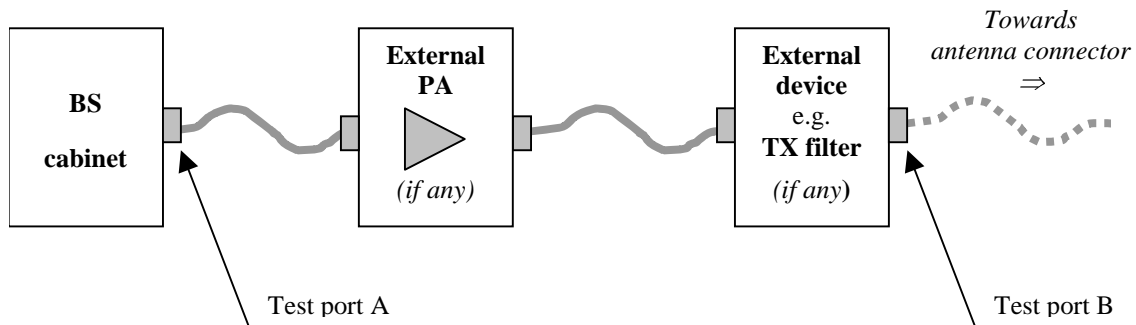 BS
cabinet
External
PA
(if any)
External
device
e.g.
TX filter
(if any)
Towards
antenna connector
⇒
Test port A
Test port B